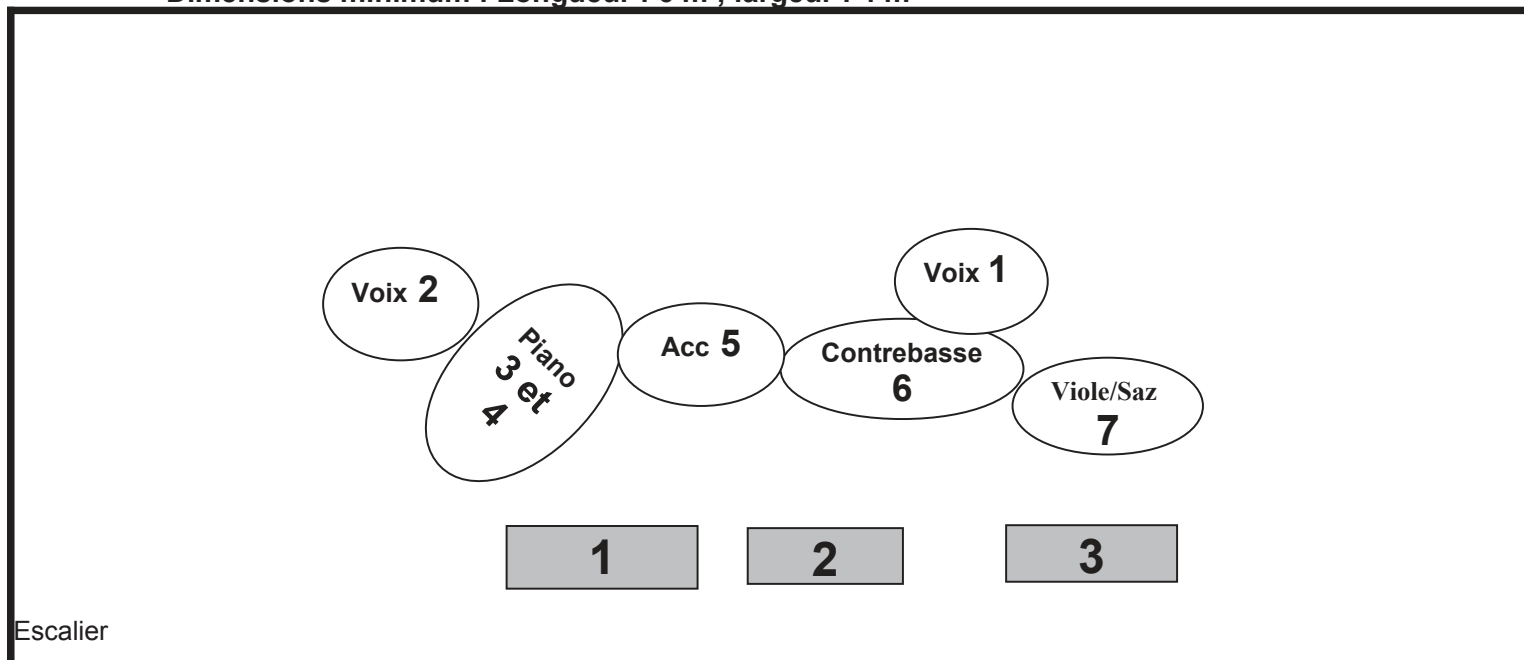 Voix 1
Voix 2
Piano
3 et
4
Acc 5
Contrebasse
6
Viole/Saz
7
1
2
3
Escalier